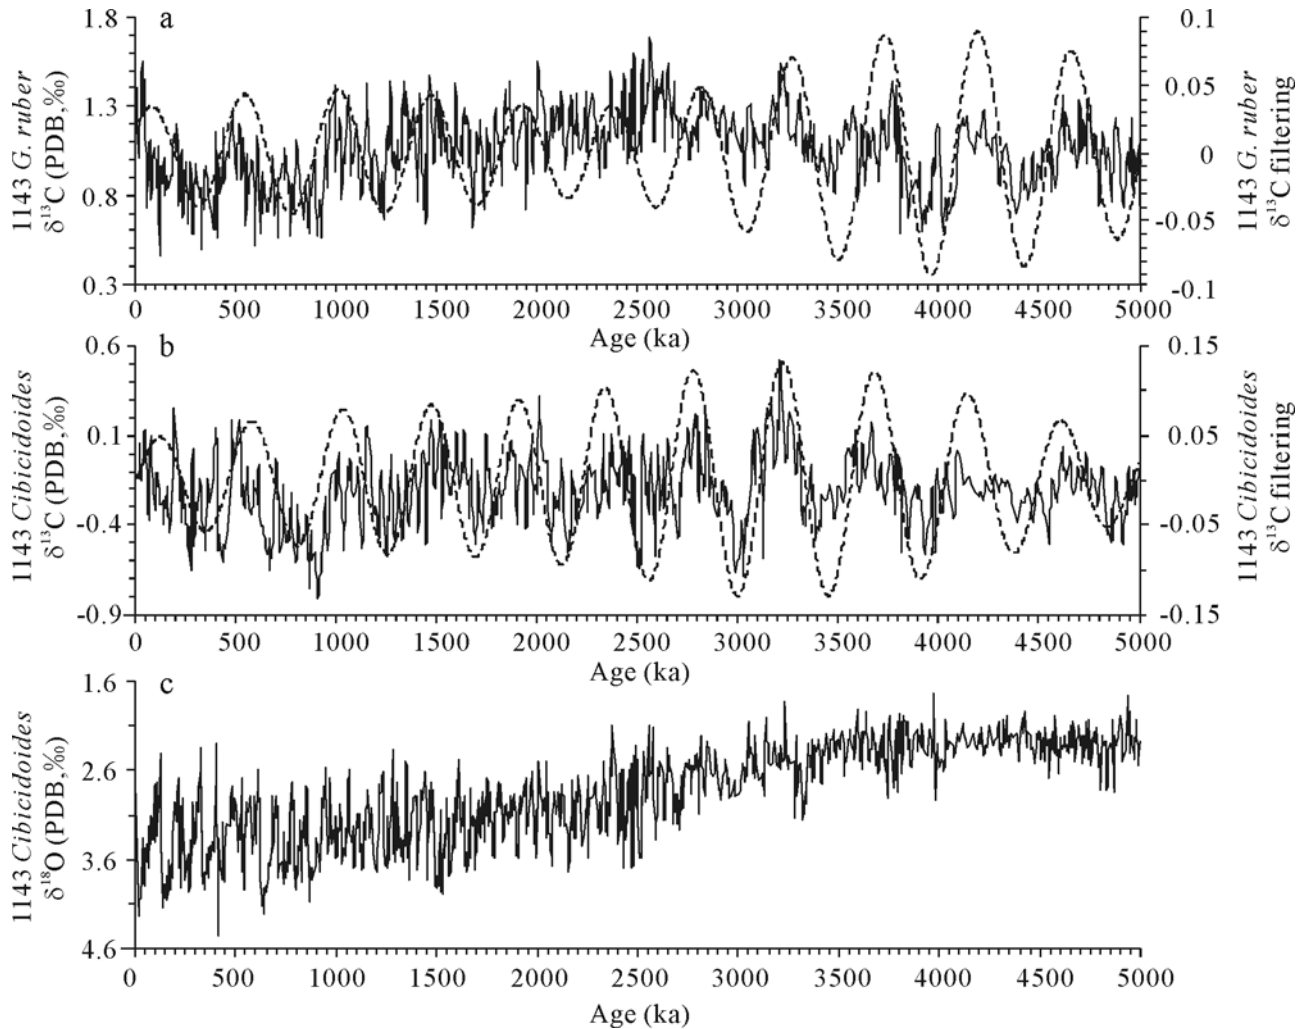 a
1.8
1.3
0.8
0.3
1143 G. ruber
δ¹³C (PDB,‰)
0.1
0.05
0
-0.05
-0.1
1143 G. ruber
δ¹³C filtering
0 500 1000 1500 2000 2500 3000 3500 4000 4500 5000
Age (ka)
b
0.6
0.1
-0.4
-0.9
1143 Cibicidoides
δ¹³C (PDB,‰)
0.15
0.05
-0.05
-0.15
1143 Cibicidoides
δ¹³C filtering
0 500 1000 1500 2000 2500 3000 3500 4000 4500 5000
Age (ka)
c
1.6
2.6
3.6
4.6
1143 Cibicidoides
δ¹⁸O (PDB,‰)
0 500 1000 1500 2000 2500 3000 3500 4000 4500 5000
Age (ka)